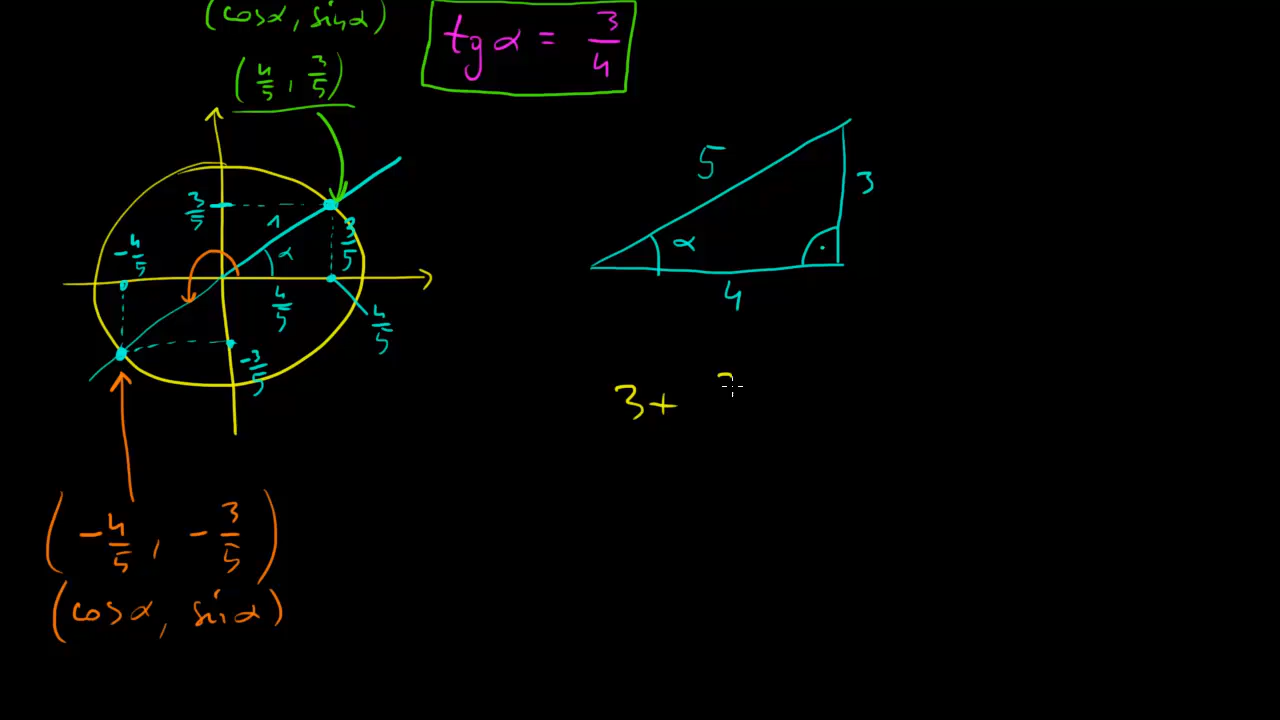 (cosα, sinα)
tgα = 3/4
(4/5, 3/5)
3/5
1
α
3/5
-4/5
4/5
4/5
-3/5
5
3
α
4
3+
(-4/5, -3/5)
(cosα, sinα)